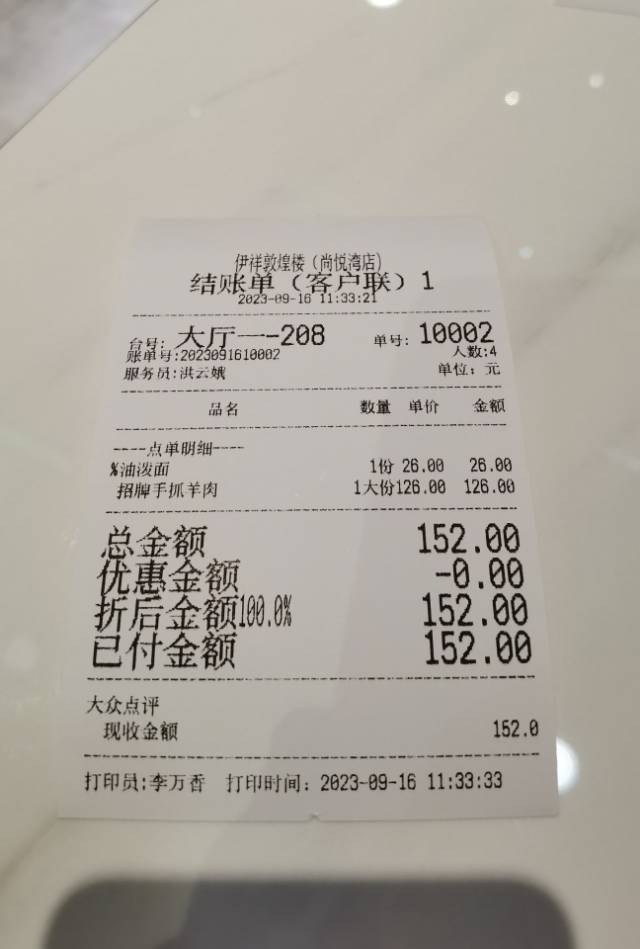 伊祥敦煌楼（尚悦湾店）
结账单（客户联）1
2023-09-16 11:33:21
台号: 大厅一-208 单号: 10002
账单号:2023091610002 人数:4
服务员:洪云娥 单位：元
品名 数量 单价 金额
----点单明细----
%油泼面 1份 26.00 26.00
招牌手抓羊肉 1大份126.00 126.00
总金额 152.00
优惠金额 -0.00
折后金额100.0% 152.00
已付金额 152.00
大众点评
现收金额 152.0
打印员:李万香 打印时间：2023-09-16 11:33:33